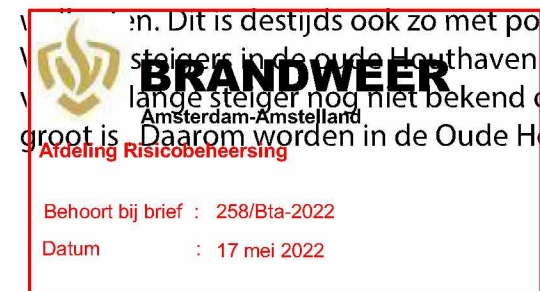 en. Dit is destijds ook zo met po
steigers in de oude Houthaven
BRANDWEER
lange steiger nog niet bekend
Amsterdam-Amstelland
groot is Daarom worden in de Oude H
Afdeling Risicobeheersing
Behoort bij brief : 258/Bta-2022
Datum : 17 mei 2022